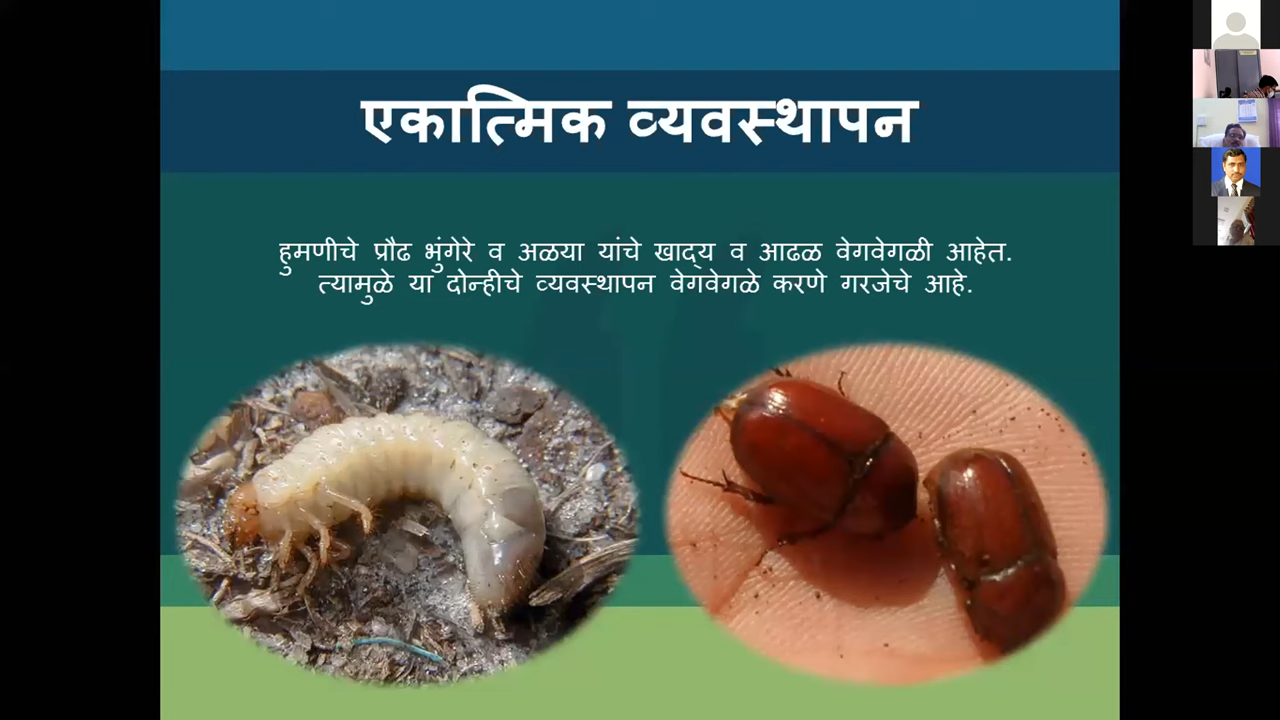 एकात्मिक व्यवस्थापन
हुमणीचे प्रौढ भुंगेरे व अळया यांचे खाद्य व आढळ वेगवेगळी आहेत.
त्यामुळे या दोन्हीचे व्यवस्थापन वेगवेगळे करणे गरजेचे आहे.